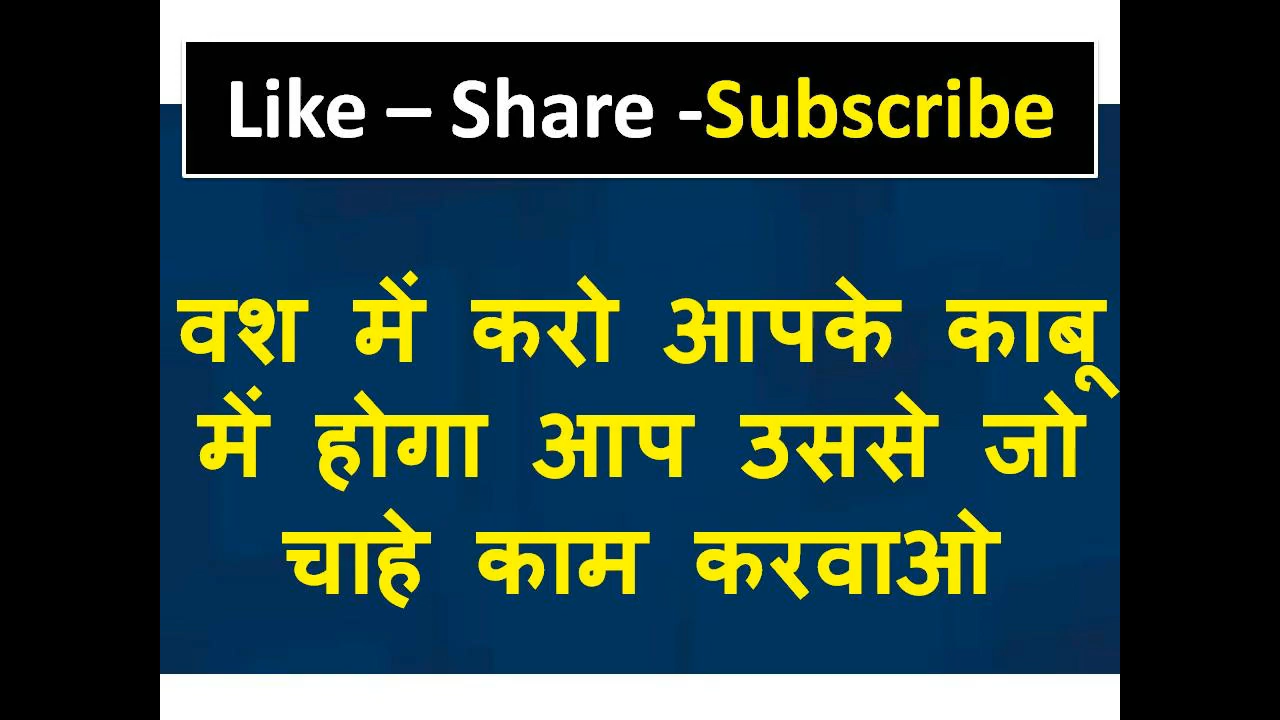 Like – Share -Subscribe
वश में करो आपके काबू
में होगा आप उससे जो
चाहे काम करवाओ